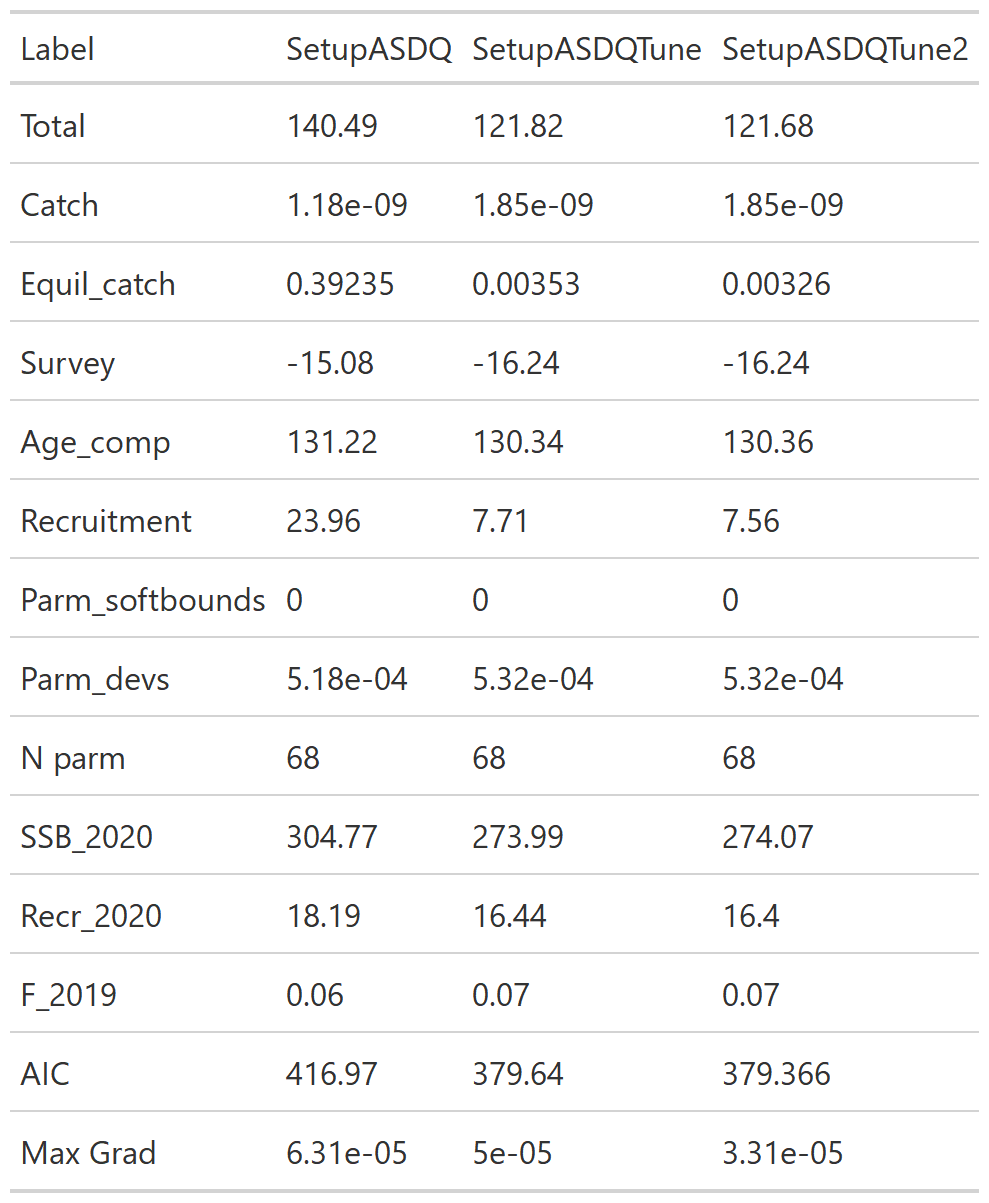 Label SetupASDQ SetupASDQTune SetupASDQTune2
Total 140.49 121.82 121.68
Catch 1.18e-09 1.85e-09 1.85e-09
Equil_catch 0.39235 0.00353 0.00326
Survey -15.08 -16.24 -16.24
Age_comp 131.22 130.34 130.36
Recruitment 23.96 7.71 7.56
Parm_softbounds 0 0 0
Parm_devs 5.18e-04 5.32e-04 5.32e-04
N parm 68 68 68
SSB_2020 304.77 273.99 274.07
Recr_2020 18.19 16.44 16.4
F_2019 0.06 0.07 0.07
AIC 416.97 379.64 379.366
Max Grad 6.31e-05 5e-05 3.31e-05